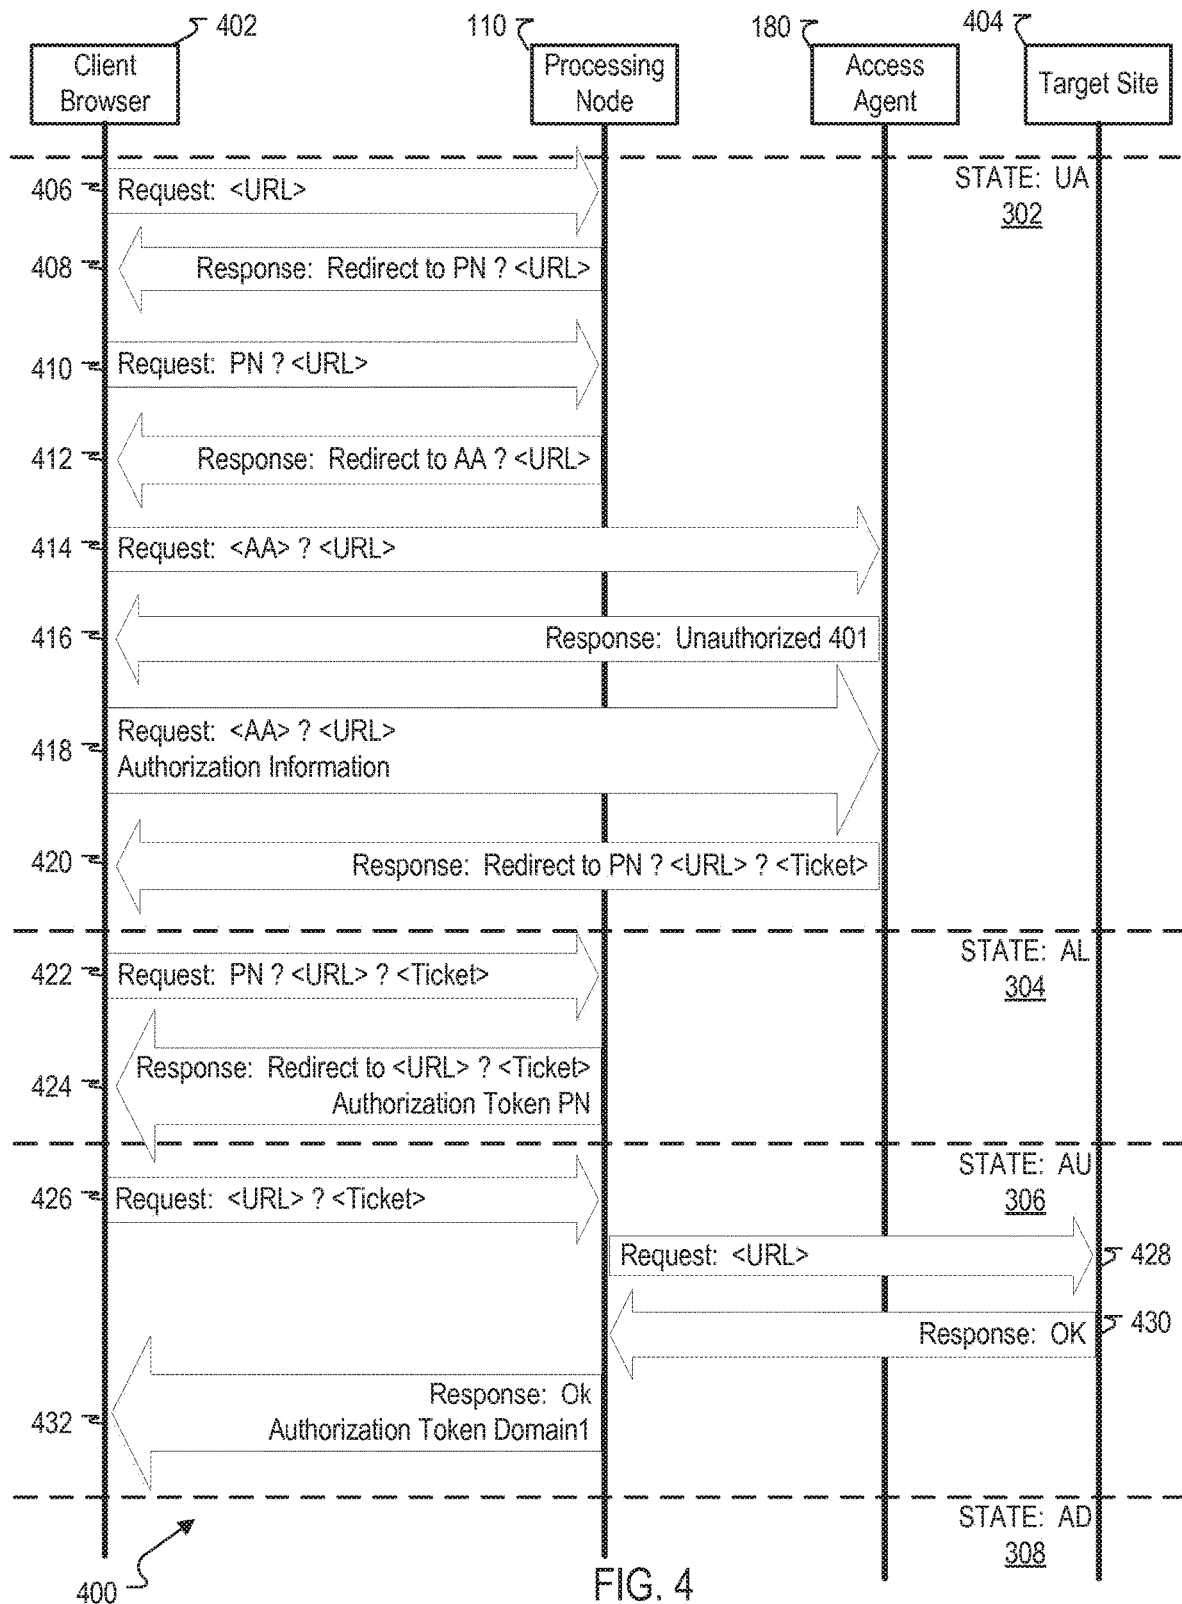 402
110
180
404
Client
Browser
Processing
Node
Access
Agent
Target Site
STATE: UA
302
406
Request: <URL>
408
Response: Redirect to PN ? <URL>
410
Request: PN ? <URL>
412
Response: Redirect to AA ? <URL>
414
Request: <AA> ? <URL>
416
Response: Unauthorized 401
418
Request: <AA> ? <URL>
Authorization Information
420
Response: Redirect to PN ? <URL> ? <Ticket>
STATE: AL
304
422
Request: PN ? <URL> ? <Ticket>
424
Response: Redirect to <URL> ? <Ticket>
Authorization Token PN
STATE: AU
306
426
Request: <URL> ? <Ticket>
Request: <URL>
428
Response: OK
430
432
Response: Ok
Authorization Token Domain1
STATE: AD
308
400
FIG. 4